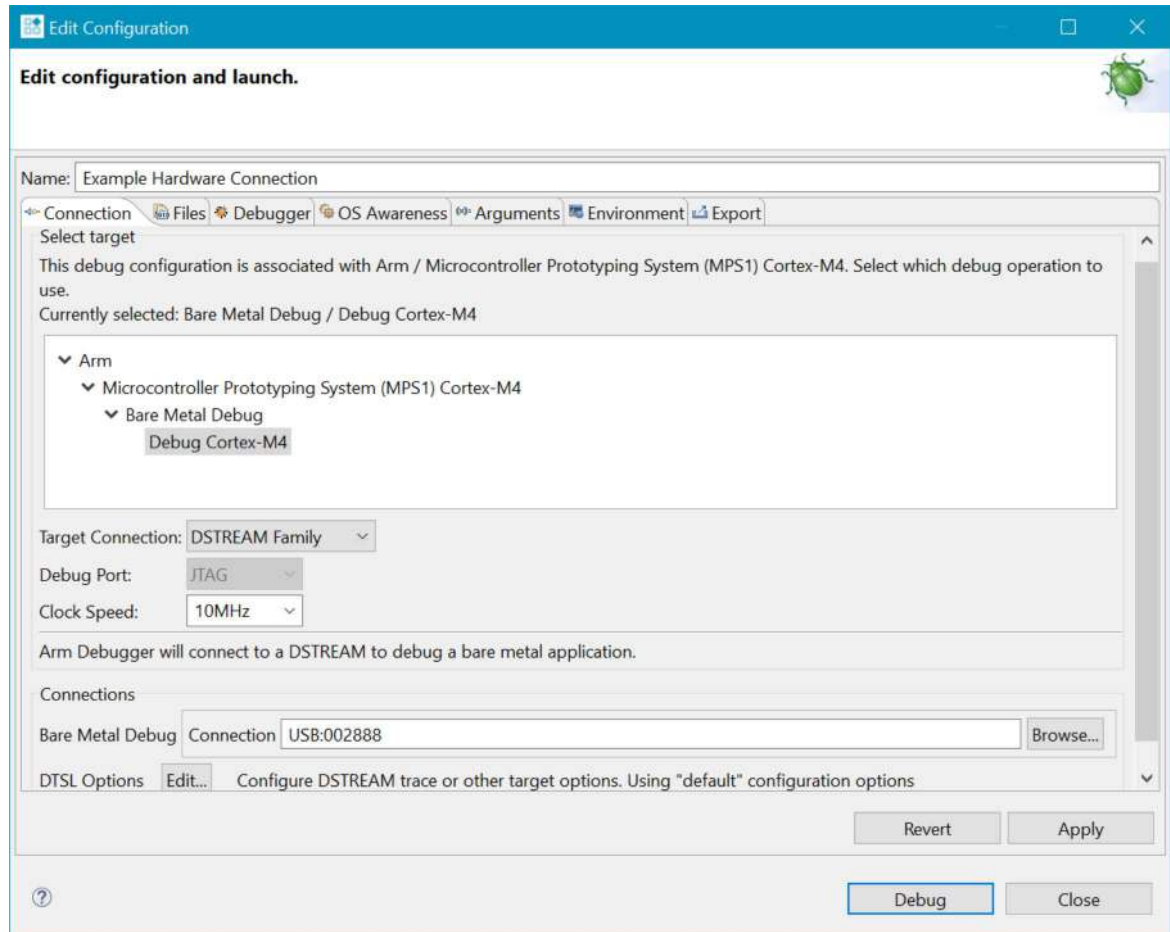 Edit Configuration
Edit configuration and launch.
Name: Example Hardware Connection
Connection Files Debugger OS Awareness Arguments Environment Export
Select target
This debug configuration is associated with Arm / Microcontroller Prototyping System (MPS1) Cortex-M4. Select which debug operation to
use.
Currently selected: Bare Metal Debug / Debug Cortex-M4
Arm
Microcontroller Prototyping System (MPS1) Cortex-M4
Bare Metal Debug
Debug Cortex-M4
Target Connection: DSTREAM Family
Debug Port: JTAG
Clock Speed: 10MHz
Arm Debugger will connect to a DSTREAM to debug a bare metal application.
Connections
Bare Metal Debug Connection USB:002888 Browse...
DTSL Options Edit... Configure DSTREAM trace or other target options. Using "default" configuration options
Revert Apply
? Debug Close